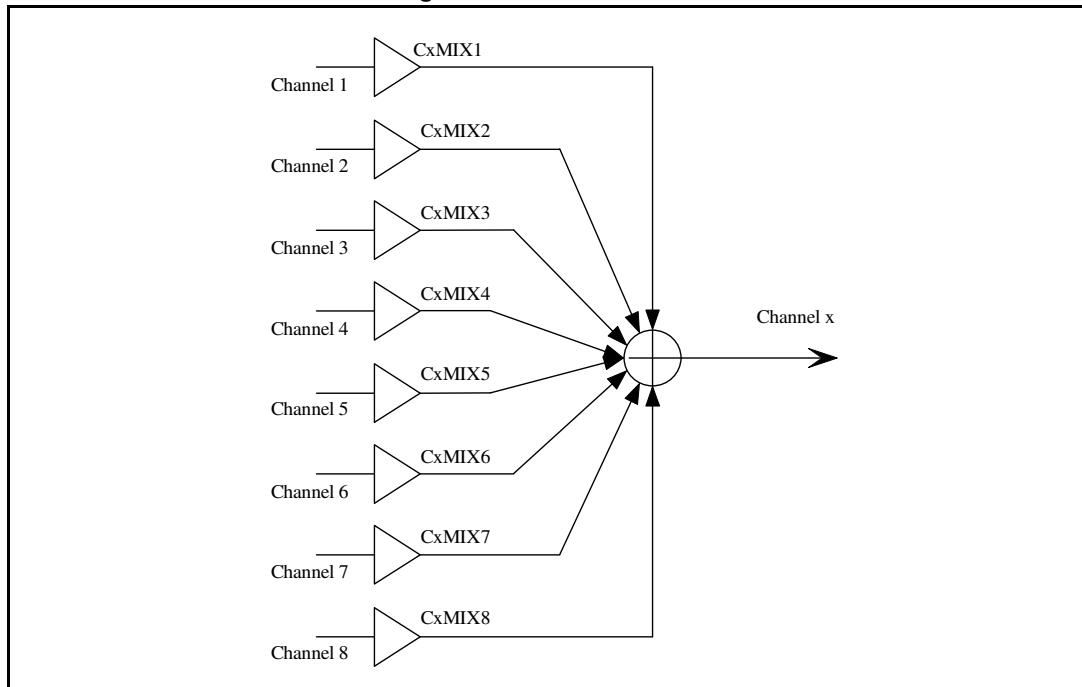 CxMIX1
Channel 1
CxMIX2
Channel 2
CxMIX3
Channel 3
CxMIX4
Channel 4
Channel x
CxMIX5
Channel 5
CxMIX6
Channel 6
CxMIX7
Channel 7
CxMIX8
Channel 8